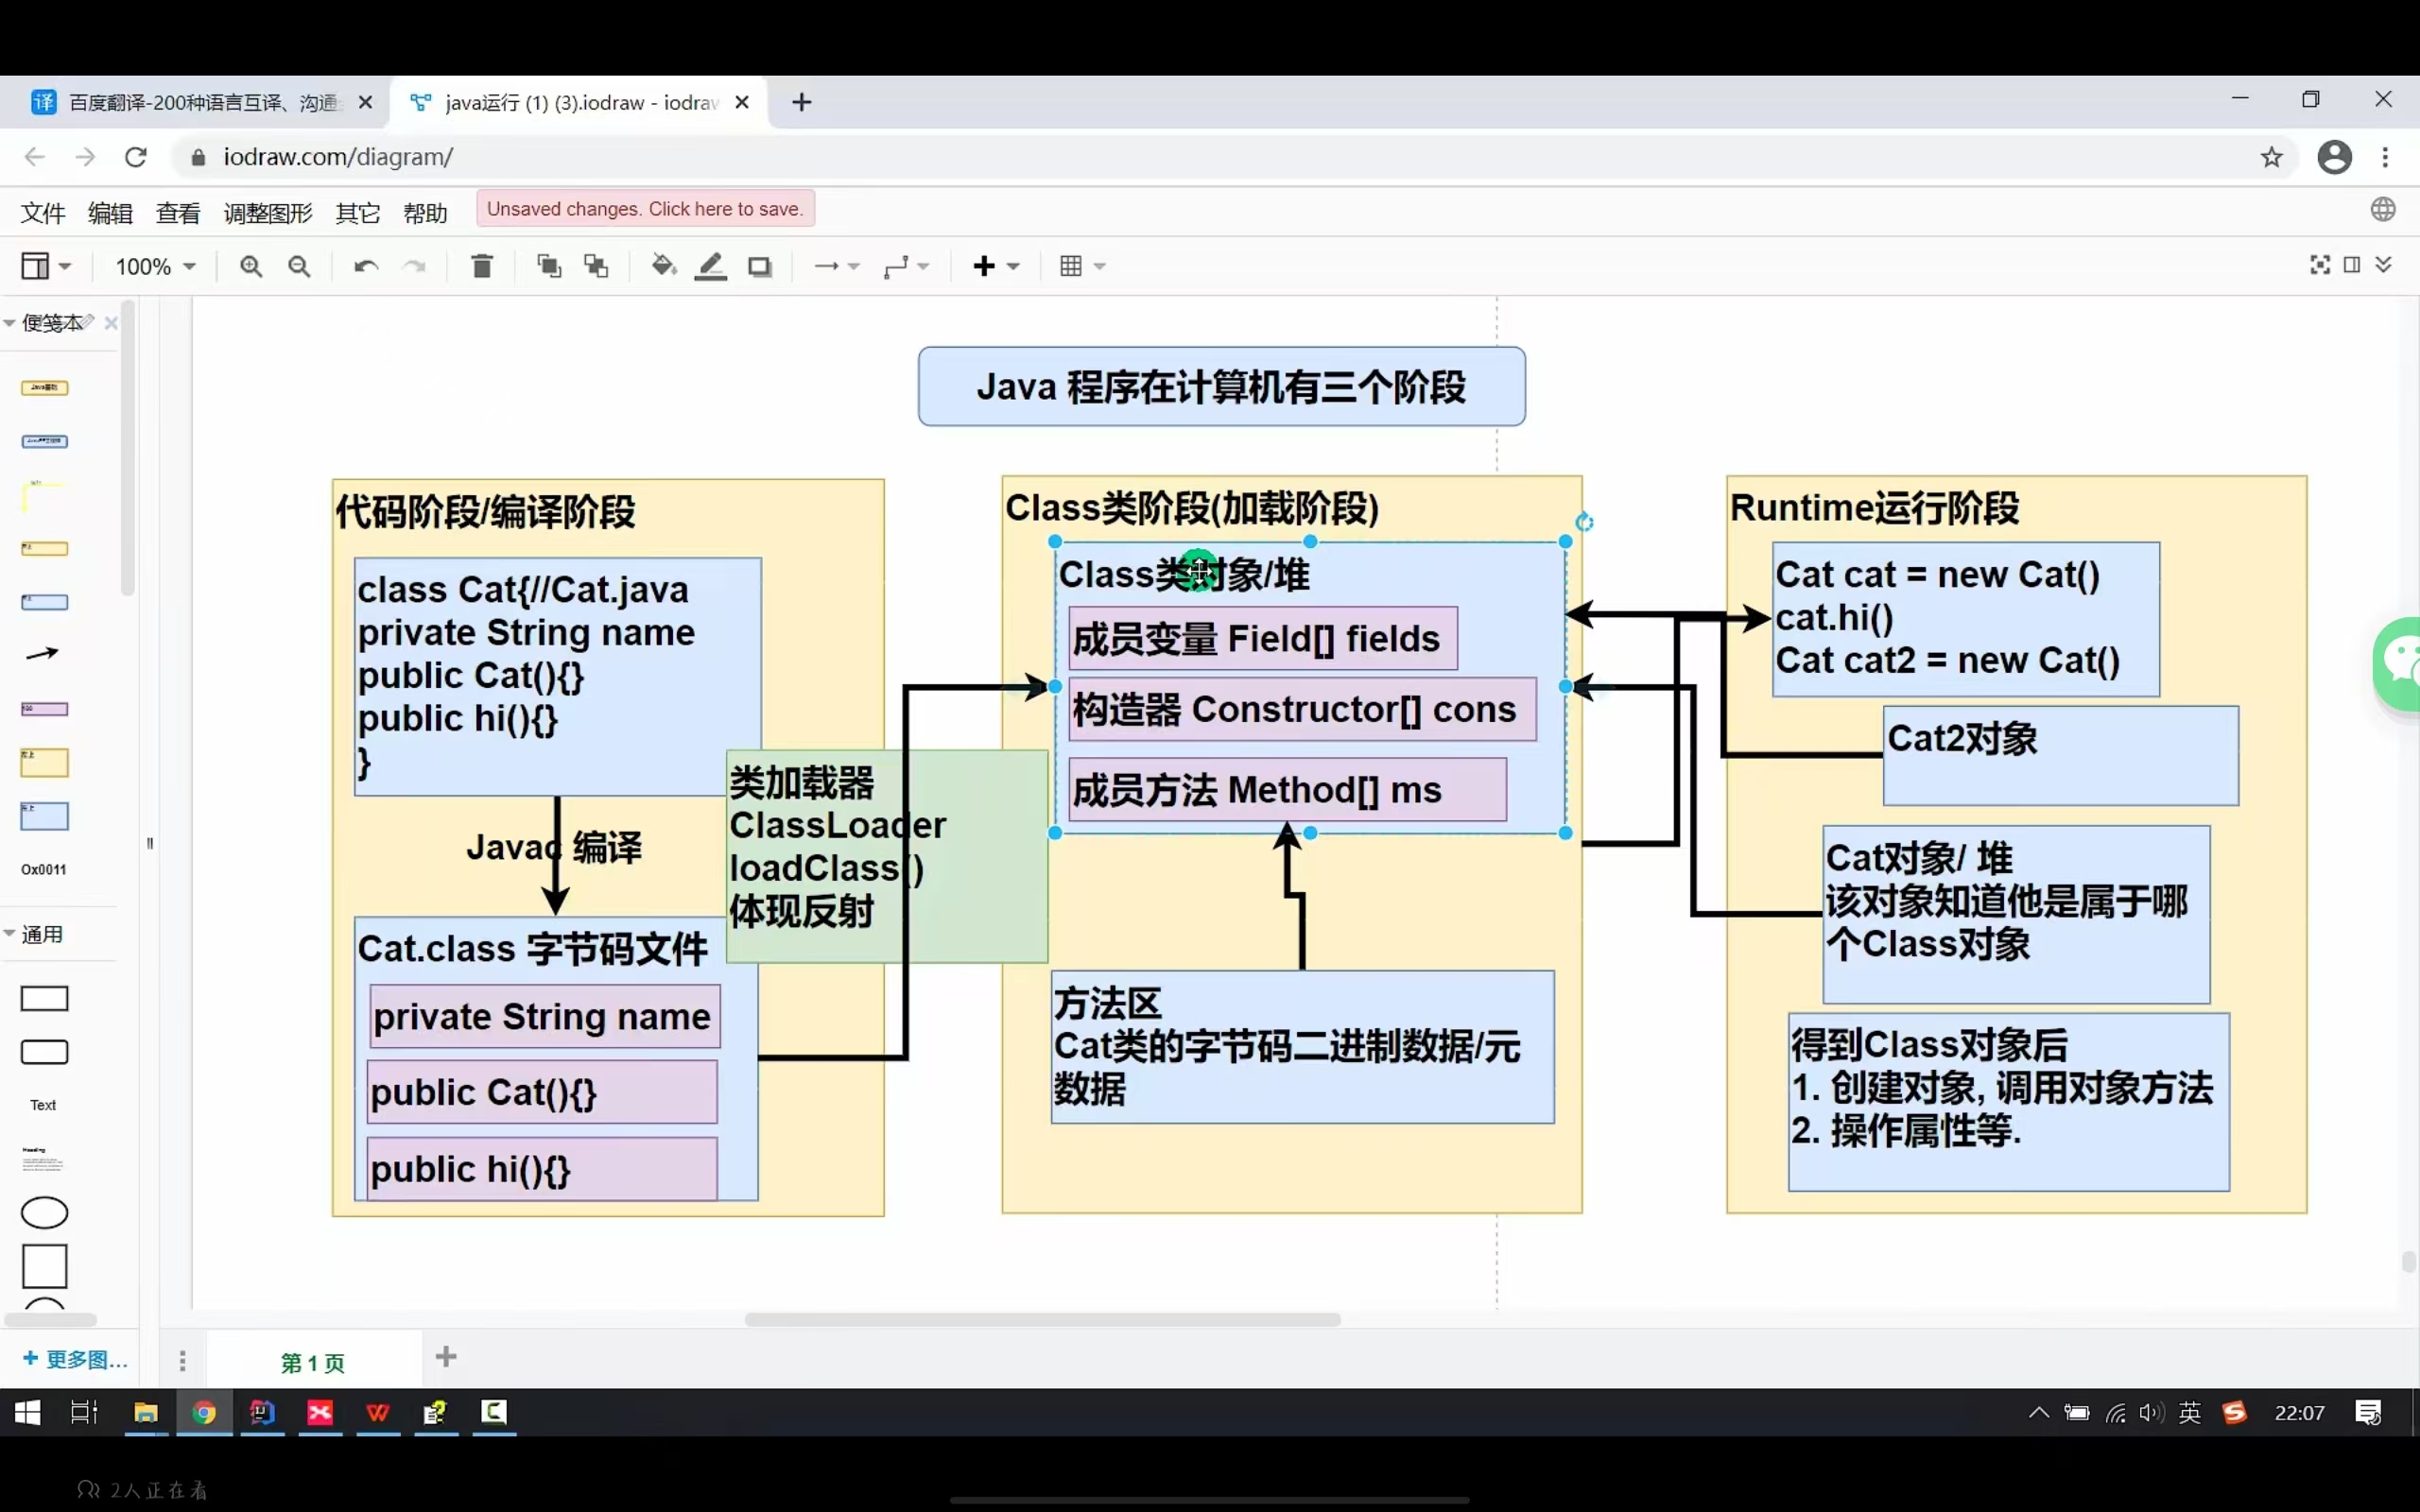 百度翻译-200种语言互译、沟通
java运行 (1) (3).iodraw - iodraw
iodraw.com/diagram/
文件 编辑 查看 调整图形 其它 帮助
Unsaved changes. Click here to save.
100%
便笺本
Ox0011
通用
Text
Heading
更多图...
Java 程序在计算机有三个阶段
代码阶段/编译阶段
class Cat{//Cat.java
private String name
public Cat(){}
public hi(){}
}
Javac 编译
Cat.class 字节码文件
private String name
public Cat(){}
public hi(){}
类加载器
ClassLoader
loadClass()
体现反射
Class类阶段(加载阶段)
Class类对象/堆
成员变量 Field[] fields
构造器 Constructor[] cons
成员方法 Method[] ms
方法区
Cat类的字节码二进制数据/元
数据
Runtime运行阶段
Cat cat = new Cat()
cat.hi()
Cat cat2 = new Cat()
Cat2对象
Cat对象/ 堆
该对象知道他是属于哪
个Class对象
得到Class对象后
1. 创建对象, 调用对象方法
2. 操作属性等.
第 1 页
英
22:07
2人正在看